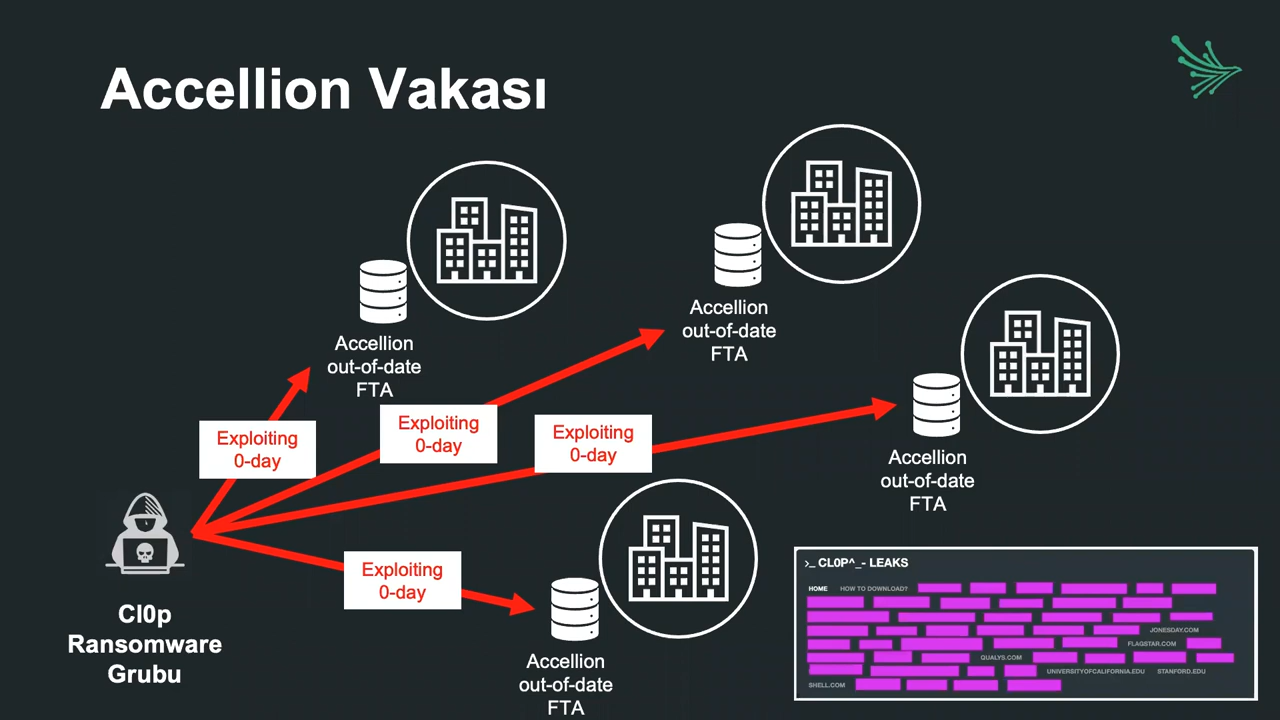 Accellion Vakası
Accellion
out-of-date
FTA
Accellion
out-of-date
FTA
Accellion
out-of-date
FTA
Accellion
out-of-date
FTA
Exploiting
0-day
Exploiting
0-day
Exploiting
0-day
Exploiting
0-day
Cl0p
Ransomware
Grubu
>_ CL0P^_- LEAKS
HOME HOW TO DOWNLOAD?
JONESDAY.COM
FLAGSTAR.COM
QUALYS.COM
UNIVERSITYOFCALIFORNIA.EDU STANFORD.EDU
SHELL.COM